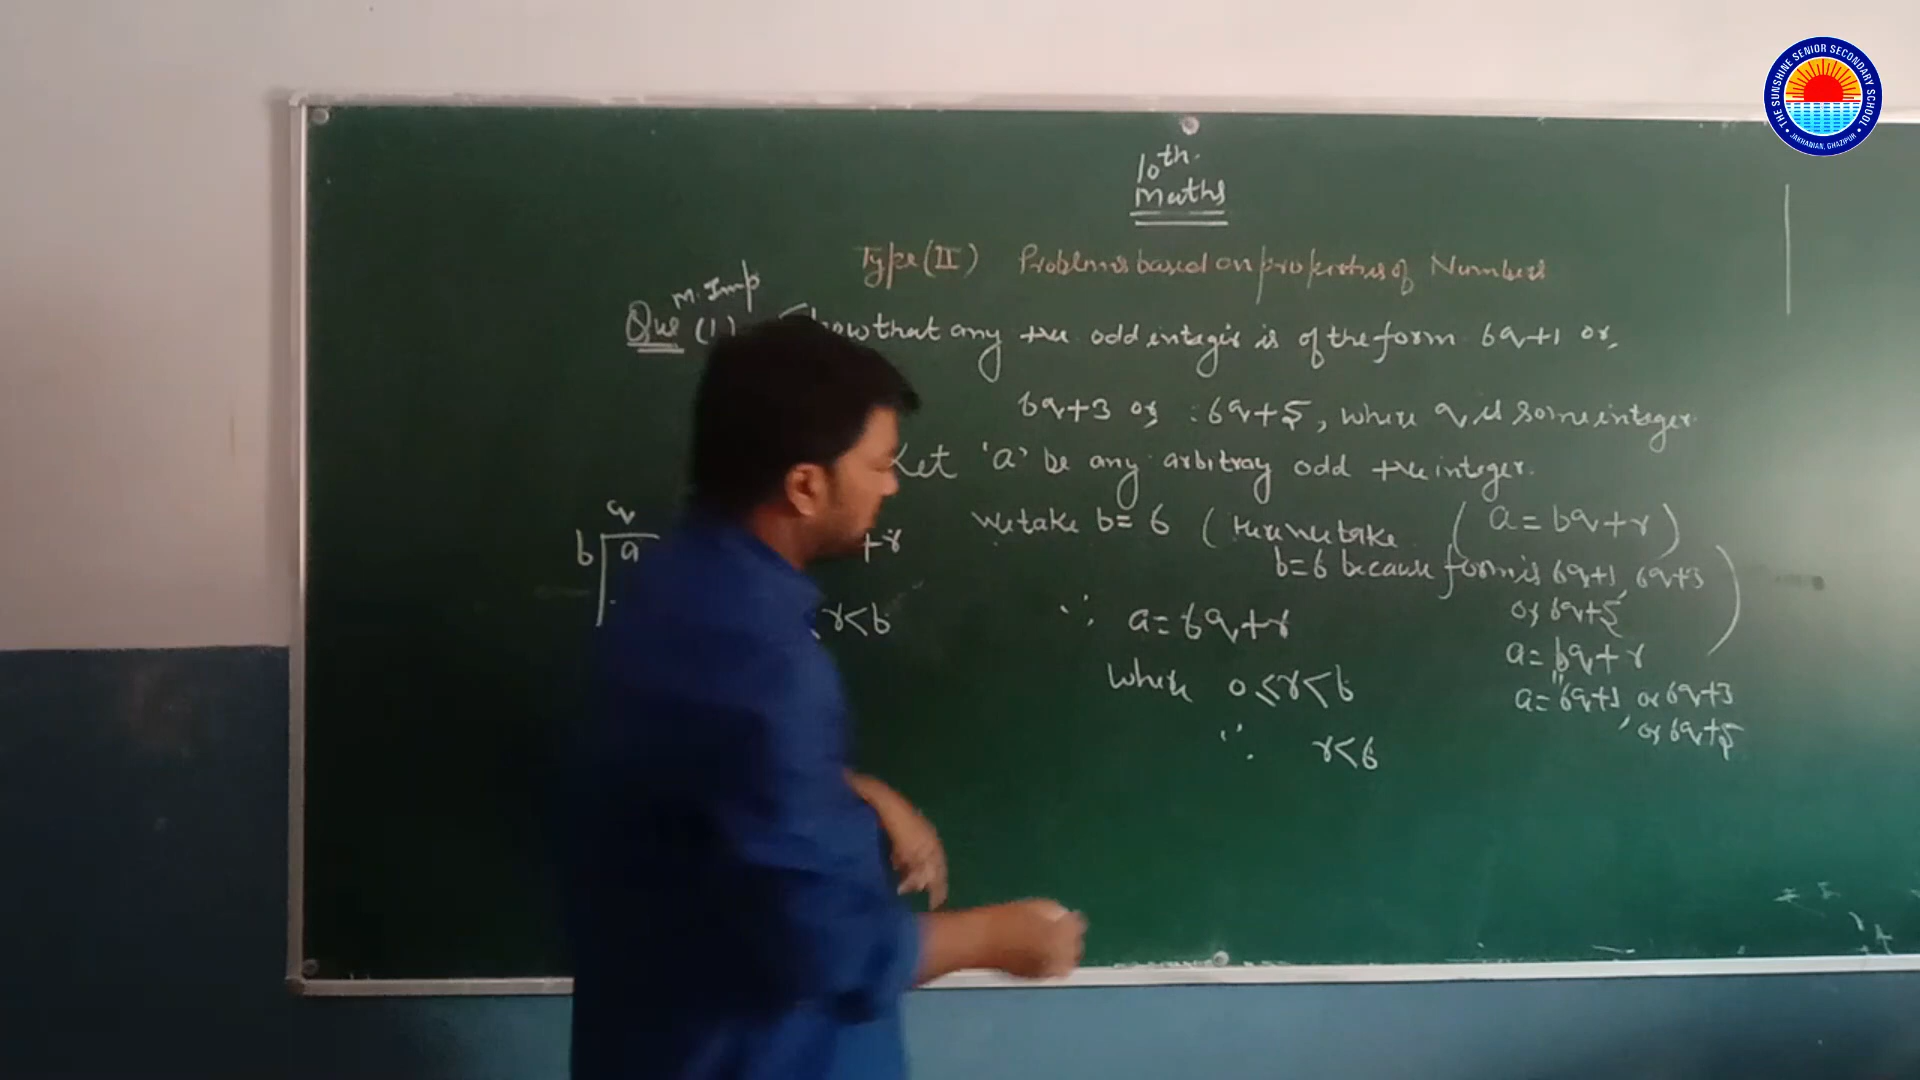 THE SUNSHINE SENIOR SECONDARY SCHOOL
JAKHANIAN, GHAZIPUR
10th.
Maths
Type (II) Problems based on properties of Numbers
M. Imp
Que (1) Show that any +ve odd integer is of the form 6q+1 or,
6q+3 or, 6q+5, where q is some integer.
Let 'a' be any arbitray odd +ve integer.
We take b = 6 (Here we take (a = bq+r)
b=6 because form is 6q+1, 6q+3
or 6q+5)
q
b a
+r
r<b
∴ a = 6q+r
a = bq+r
where 0 ≤ r < b
a = 6q+1 or 6q+3
or 6q+5
∴ r<6